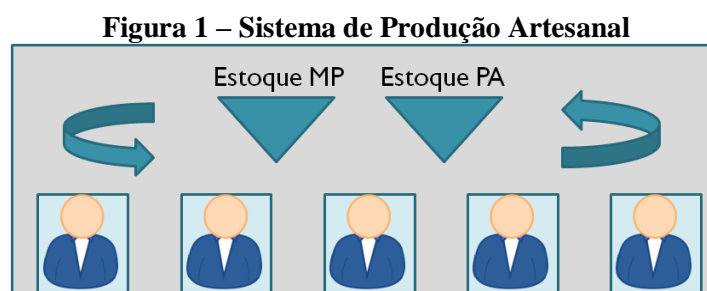 Figura 1 – Sistema de Produção Artesanal
Estoque MP Estoque PA